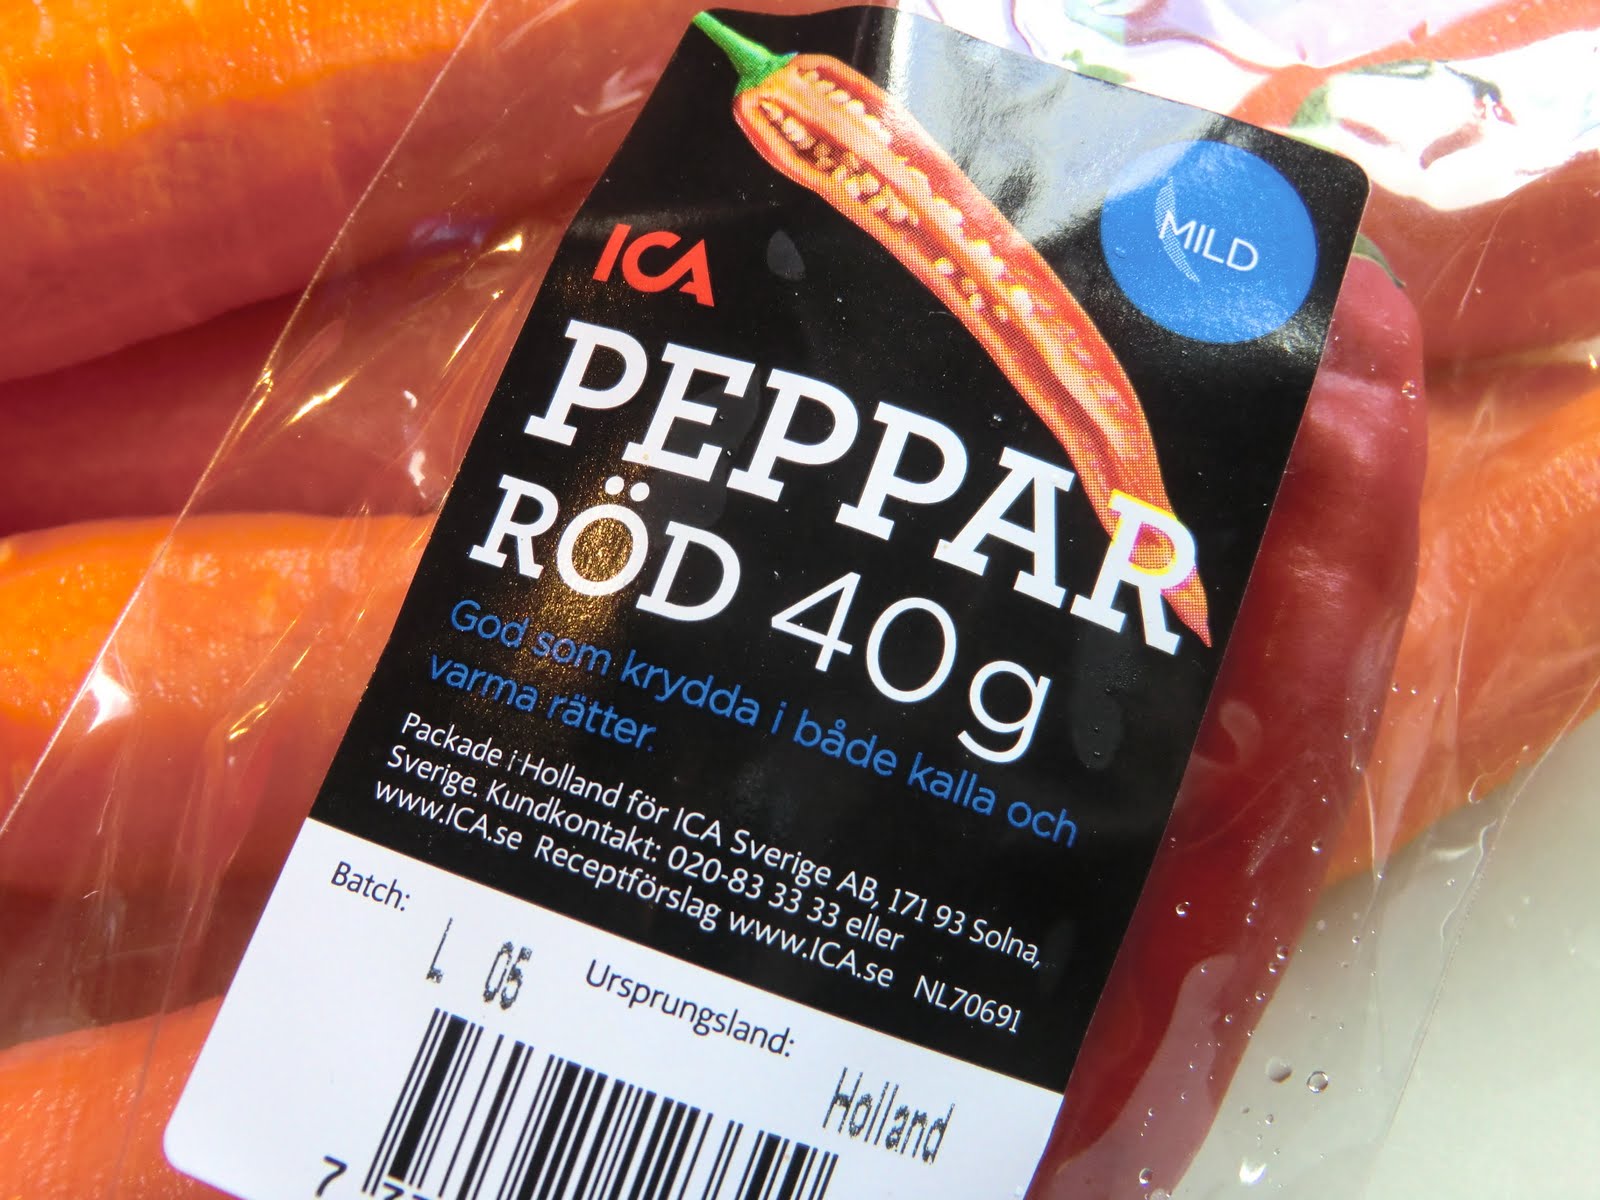 MILD
ICA
PEPPAR
RÖD 40g
God som krydda i både kalla och
varma rätter.
Packade i Holland för ICA Sverige AB, 171 93 Solna,
Sverige. Kundkontakt: 020-83 33 33 eller
www.ICA.se Receptförslag www.ICA.se NL70691
Batch: L 05 Ursprungsland: Holland
7